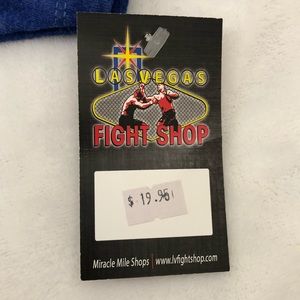 LAS VEGAS
FIGHT SHOP
$ 19.95
Miracle Mile Shops | www.lvfightshop.com